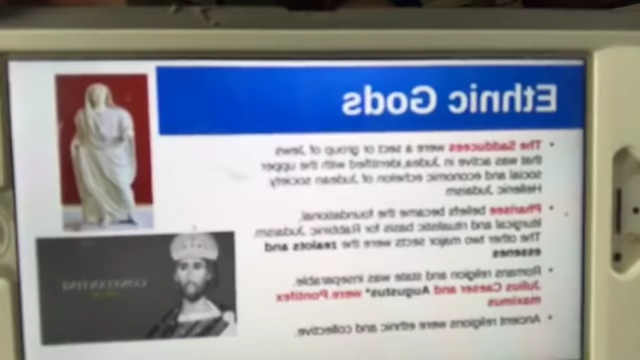 Ethnic Gods
• The Sadducees were a sect or group of Jews
that was active in Judea,identified with the upper
social and economic echelon of Judean society.
Hellenic Judaism
• Pharisee beliefs became the foundational,
liturgical and ritualistic basis for Rabbinic Judaism.
The other two major sects were the zealots and
essenes
• Romans religion and state was inseparable.
Julius Caesar and Augustus* were Pontifex
maximus
• Ancient religions were ethnic and collective.
CONSTANTINE